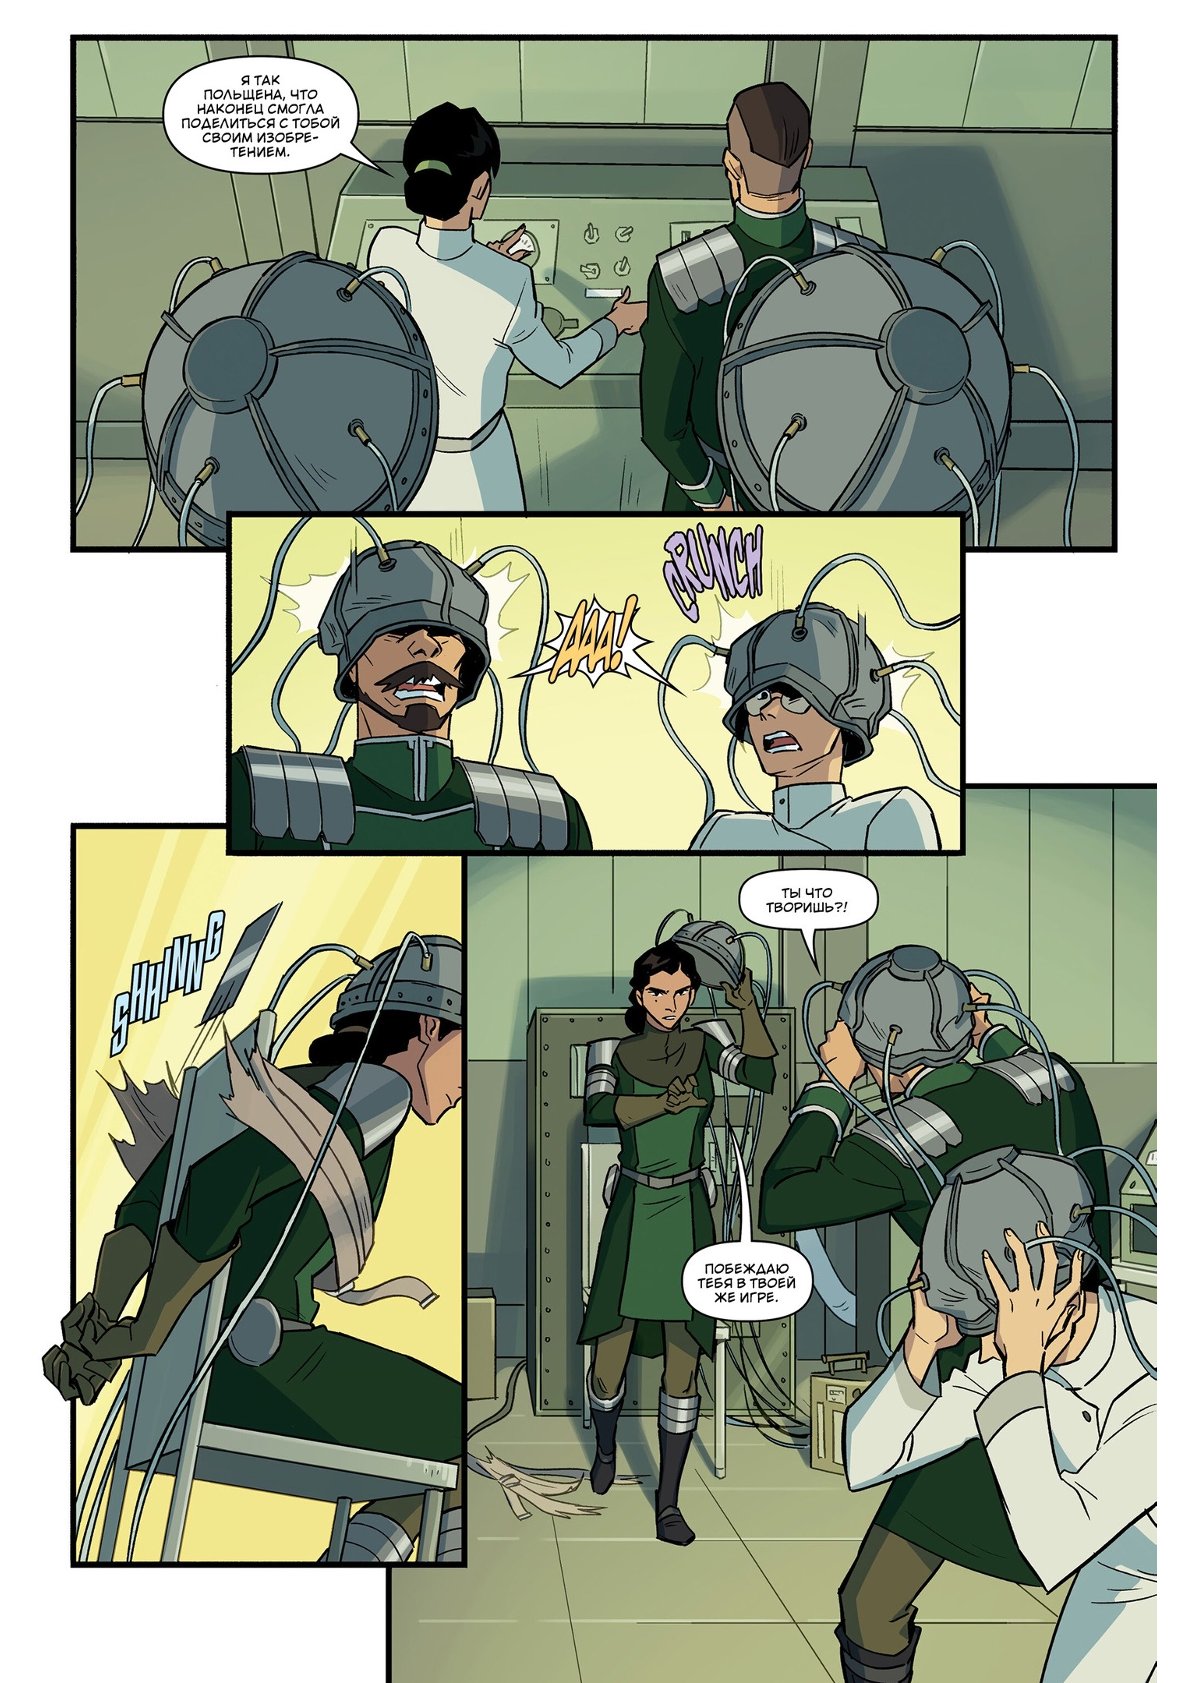 Я ТАК
ПОЛЬЩЕНА, ЧТО
НАКОНЕЦ СМОГЛА
ПОДЕЛИТЬСЯ С ТОБОЙ
СВОИМ ИЗОБРЕ-
ТЕНИЕМ.
AAA!
CRUNCH
SHHINNG
ТЫ ЧТО
ТВОРИШЬ?!
ПОБЕЖДАЮ
ТЕБЯ В ТВОЕЙ
ЖЕ ИГРЕ.